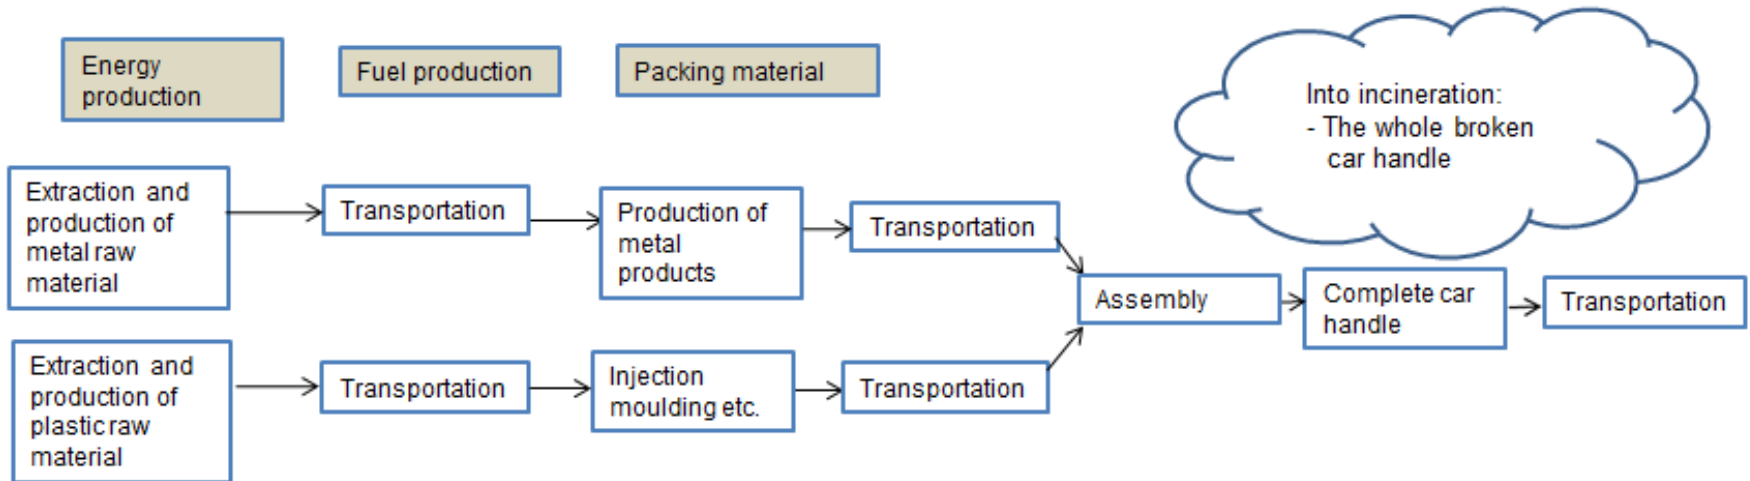 Energy
production
Fuel production
Packing material
Into incineration:
- The whole broken
car handle
Extraction and
production of
metal raw
material
Transportation
Production of
metal
products
Transportation
Assembly
Complete car
handle
Transportation
Extraction and
production of
plastic raw
material
Transportation
Injection
moulding etc.
Transportation